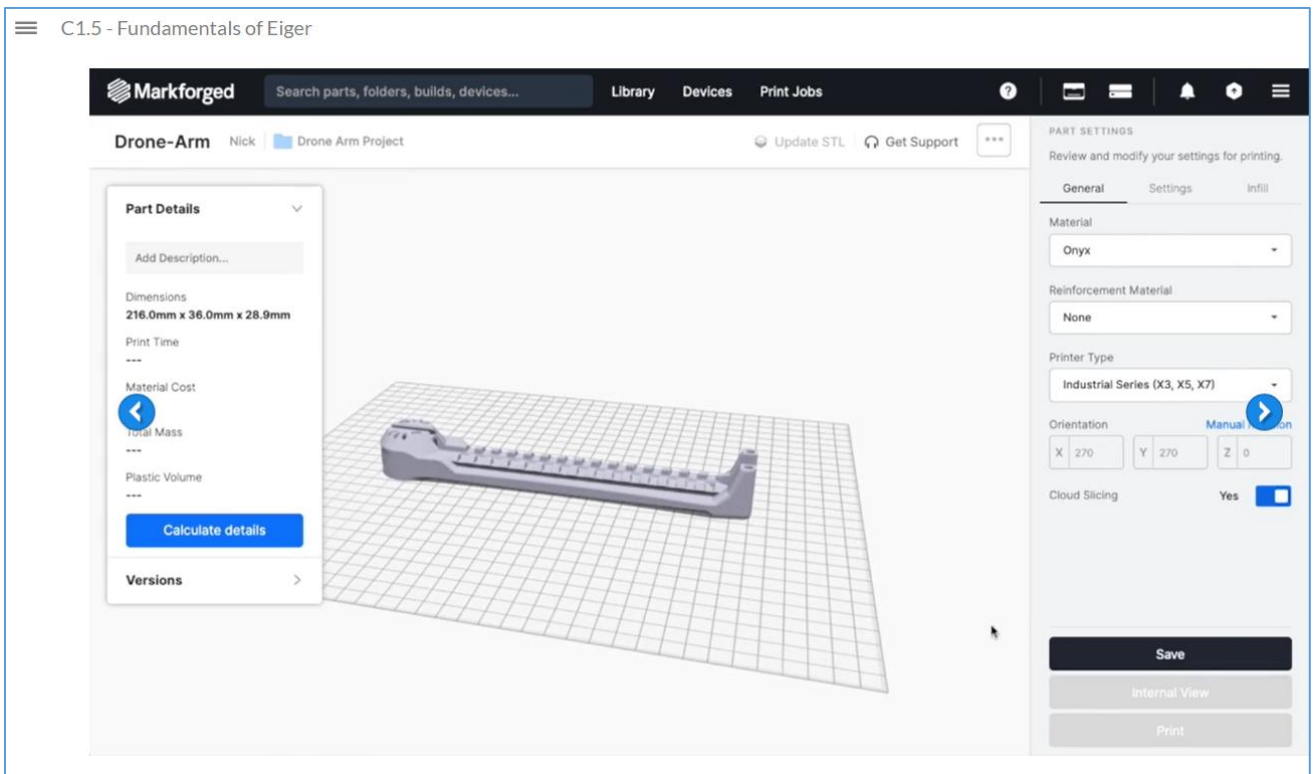 C1.5 - Fundamentals of Eiger
Markforged
Search parts, folders, builds, devices...
Library Devices Print Jobs
Drone-Arm Nick Drone Arm Project
Update STL Get Support
Part Details
Add Description...
Dimensions
216.0mm x 36.0mm x 28.9mm
Print Time
---
Material Cost
Total Mass
---
Plastic Volume
---
Calculate details
Versions
PART SETTINGS
Review and modify your settings for printing.
General Settings Infill
Material
Onyx
Reinforcement Material
None
Printer Type
Industrial Series (X3, X5, X7)
Orientation Manual
X 270 Y 270 Z 0
Cloud Slicing Yes
Save
Internal View
Print